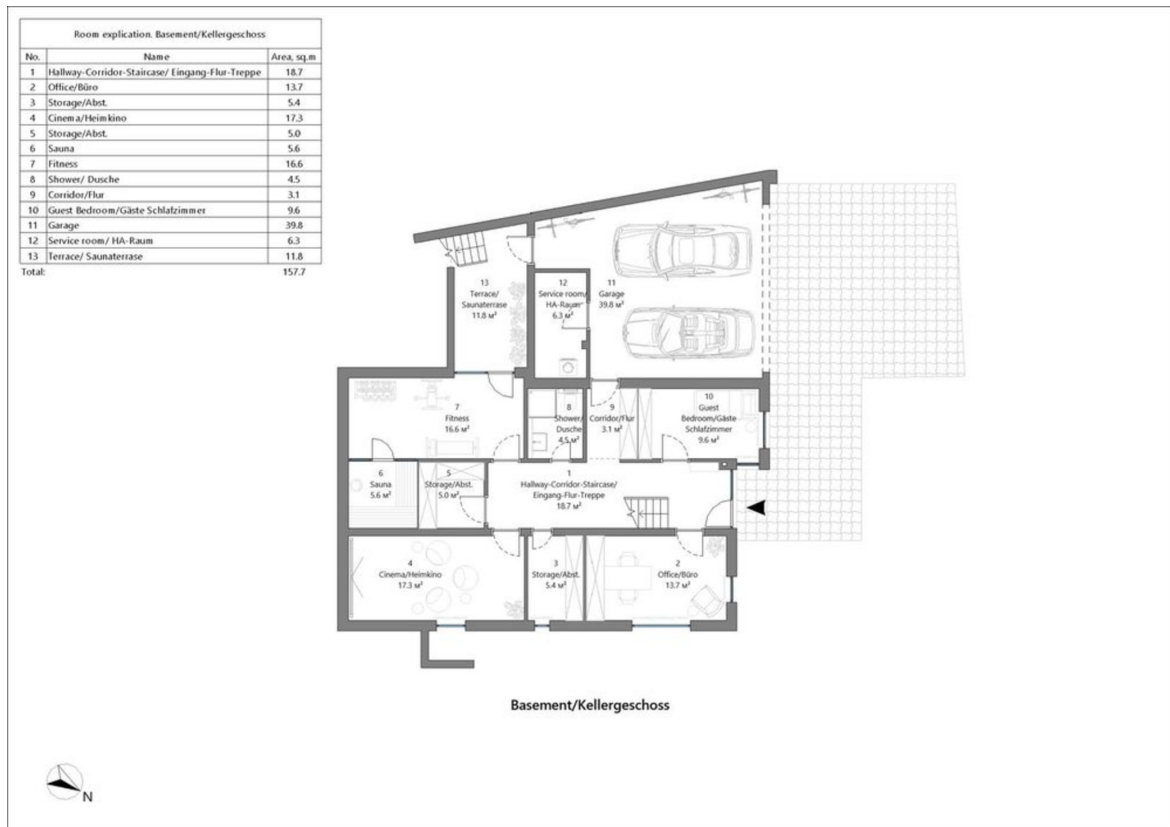 Room explication. Basement/Kellergeschoss
No. Name Area, sq.m
1 Hallway-Corridor-Staircase/ Eingang-Flur-Treppe 18.7
2 Office/Büro 13.7
3 Storage/Abst. 5.4
4 Cinema/Heimkino 17.3
5 Storage/Abst. 5.0
6 Sauna 5.6
7 Fitness 16.6
8 Shower/ Dusche 4.5
9 Corridor/Flur 3.1
10 Guest Bedroom/Gäste Schlafzimmer 9.6
11 Garage 39.8
12 Service room/ HA-Raum 6.3
13 Terrace/ Saunaterrase 11.8
Total: 157.7
13
Terrace/
Saunaterrase
11.8 м²
12
Service room/
HA-Raum
6.3 м²
11
Garage
39.8 м²
7
Fitness
16.6 м²
8
Shower/
Dusche
4.5 м²
9
Corridor/Flur
3.1 м²
10
Guest
Bedroom/Gäste
Schlafzimmer
9.6 м²
6
Sauna
5.6 м²
5
Storage/Abst.
5.0 м²
1
Hallway-Corridor-Staircase/
Eingang-Flur-Treppe
18.7 м²
4
Cinema/Heimkino
17.3 м²
3
Storage/Abst.
5.4 м²
2
Office/Büro
13.7 м²
Basement/Kellergeschoss
N